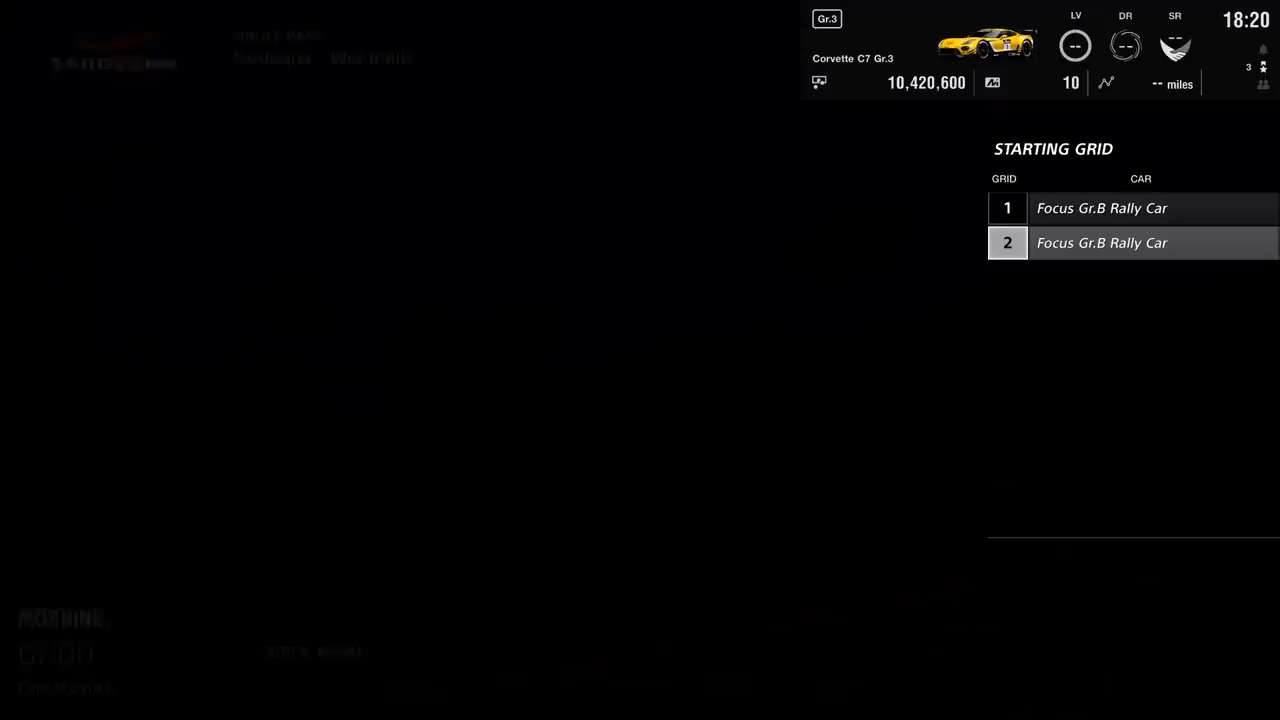 Gr.3
LV DR SR
18:20
-- -- --
Corvette C7 Gr.3
3
10,420,600 10 -- miles
STARTING GRID
GRID CAR
1 Focus Gr.B Rally Car
2 Focus Gr.B Rally Car
MORNING